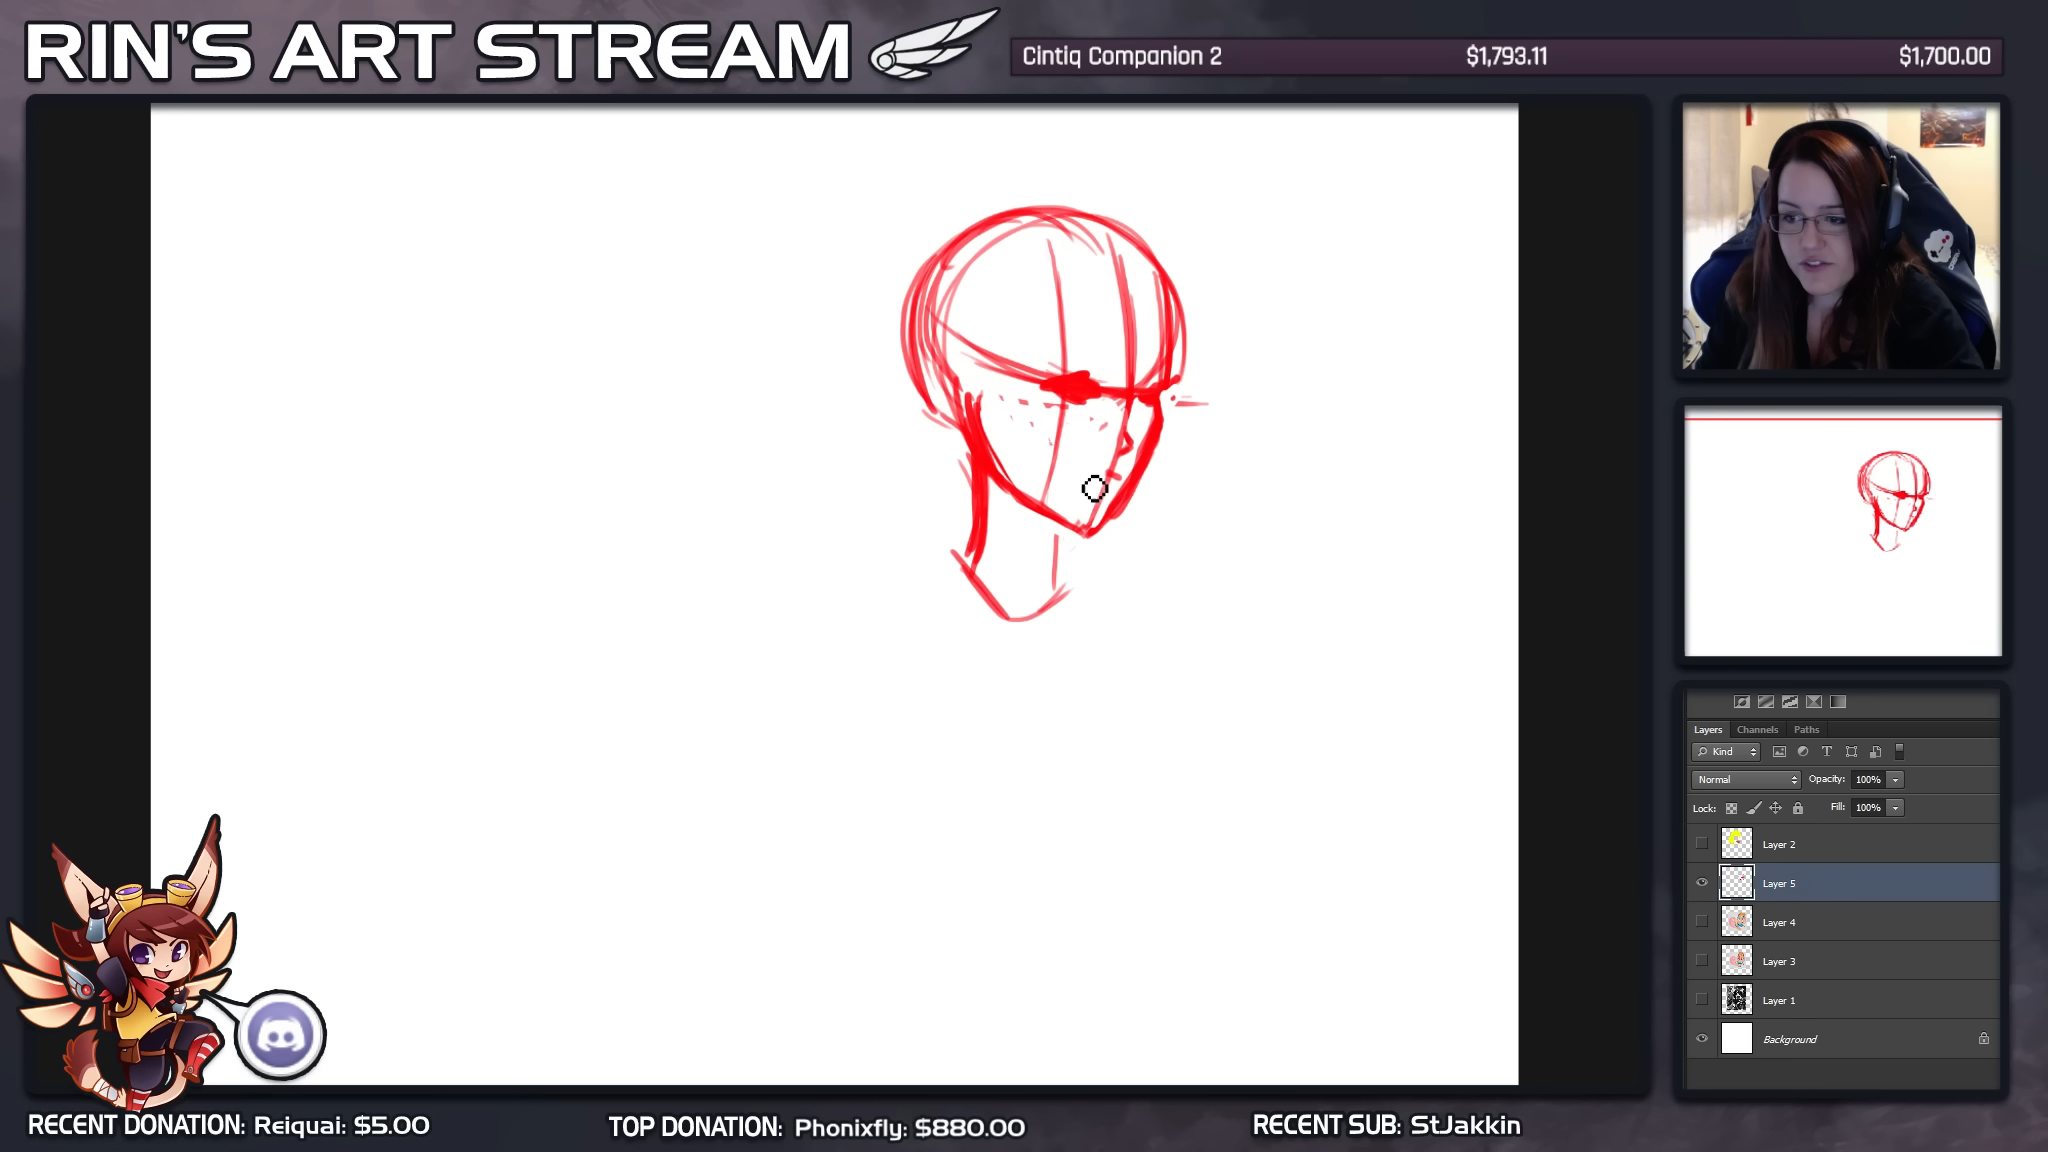 RIN'S ART STREAM
Cintiq Companion 2 $1,793.11 $1,700.00
Layers Channels Paths
Kind
Normal Opacity: 100%
Lock: Fill: 100%
Layer 2
Layer 5
Layer 4
Layer 3
Layer 1
Background
RECENT DONATION: Reiquai: $5.00
TOP DONATION: Phonixfly: $880.00
RECENT SUB: StJakkin